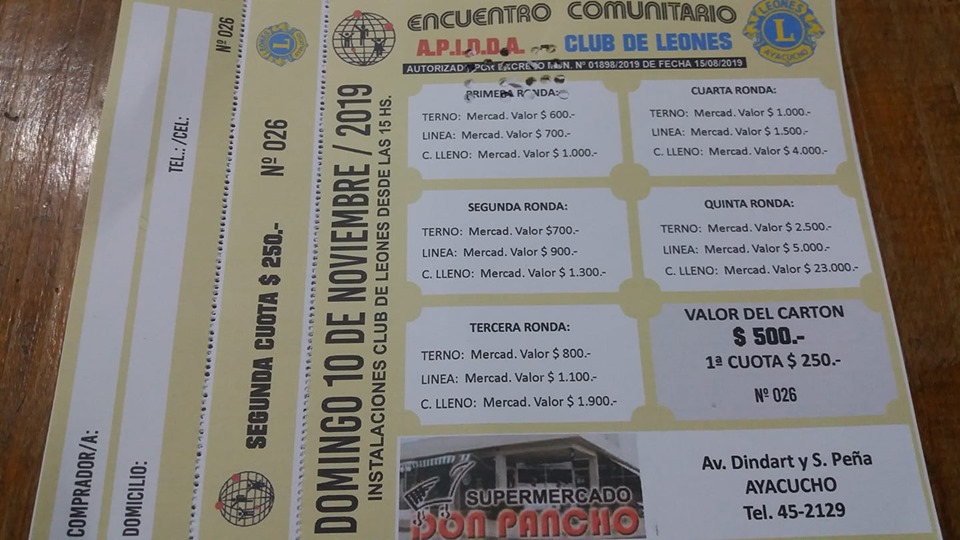 COMPRADOR/A:
DOMICILIO:
TEL.: /CEL:
Nº 026
SEGUNDA CUOTA $ 250.-
Nº 026
DOMINGO 10 DE NOVIEMBRE / 2019
INSTALACIONES CLUB DE LEONES DESDE LAS 15 HS.
ENCUENTRO COMUNITARIO
A.P.I.D.D.A. CLUB DE LEONES
LEONES
L
AYACUCHO
AUTORIZADA POR DECRETO MUN. Nº 01898/2019 DE FECHA 15/08/2019
PRIMERA RONDA:
TERNO: Mercad. Valor $ 600.-
LINEA: Mercad. Valor $ 700.-
C. LLENO: Mercad. Valor $ 1.000.-
SEGUNDA RONDA:
TERNO: Mercad. Valor $700.-
LINEA: Mercad. Valor $ 900.-
C. LLENO: Mercad. Valor $ 1.300.-
TERCERA RONDA:
TERNO: Mercad. Valor $ 800.-
LINEA: Mercad. Valor $ 1.100.-
C. LLENO: Mercad. Valor $ 1.900.-
CUARTA RONDA:
TERNO: Mercad. Valor $ 1.000.-
LINEA: Mercad. Valor $ 1.500.-
C. LLENO: Mercad. Valor $ 4.000.-
QUINTA RONDA:
TERNO: Mercad. Valor $ 2.500.-
LINEA: Mercad. Valor $ 5.000.-
C. LLENO: Mercad. Valor $ 23.000.-
VALOR DEL CARTON
$ 500.-
1ª CUOTA $ 250.-
Nº 026
SUPERMERCADO
DON PANCHO
Av. Dindart y S. Peña
AYACUCHO
Tel. 45-2129